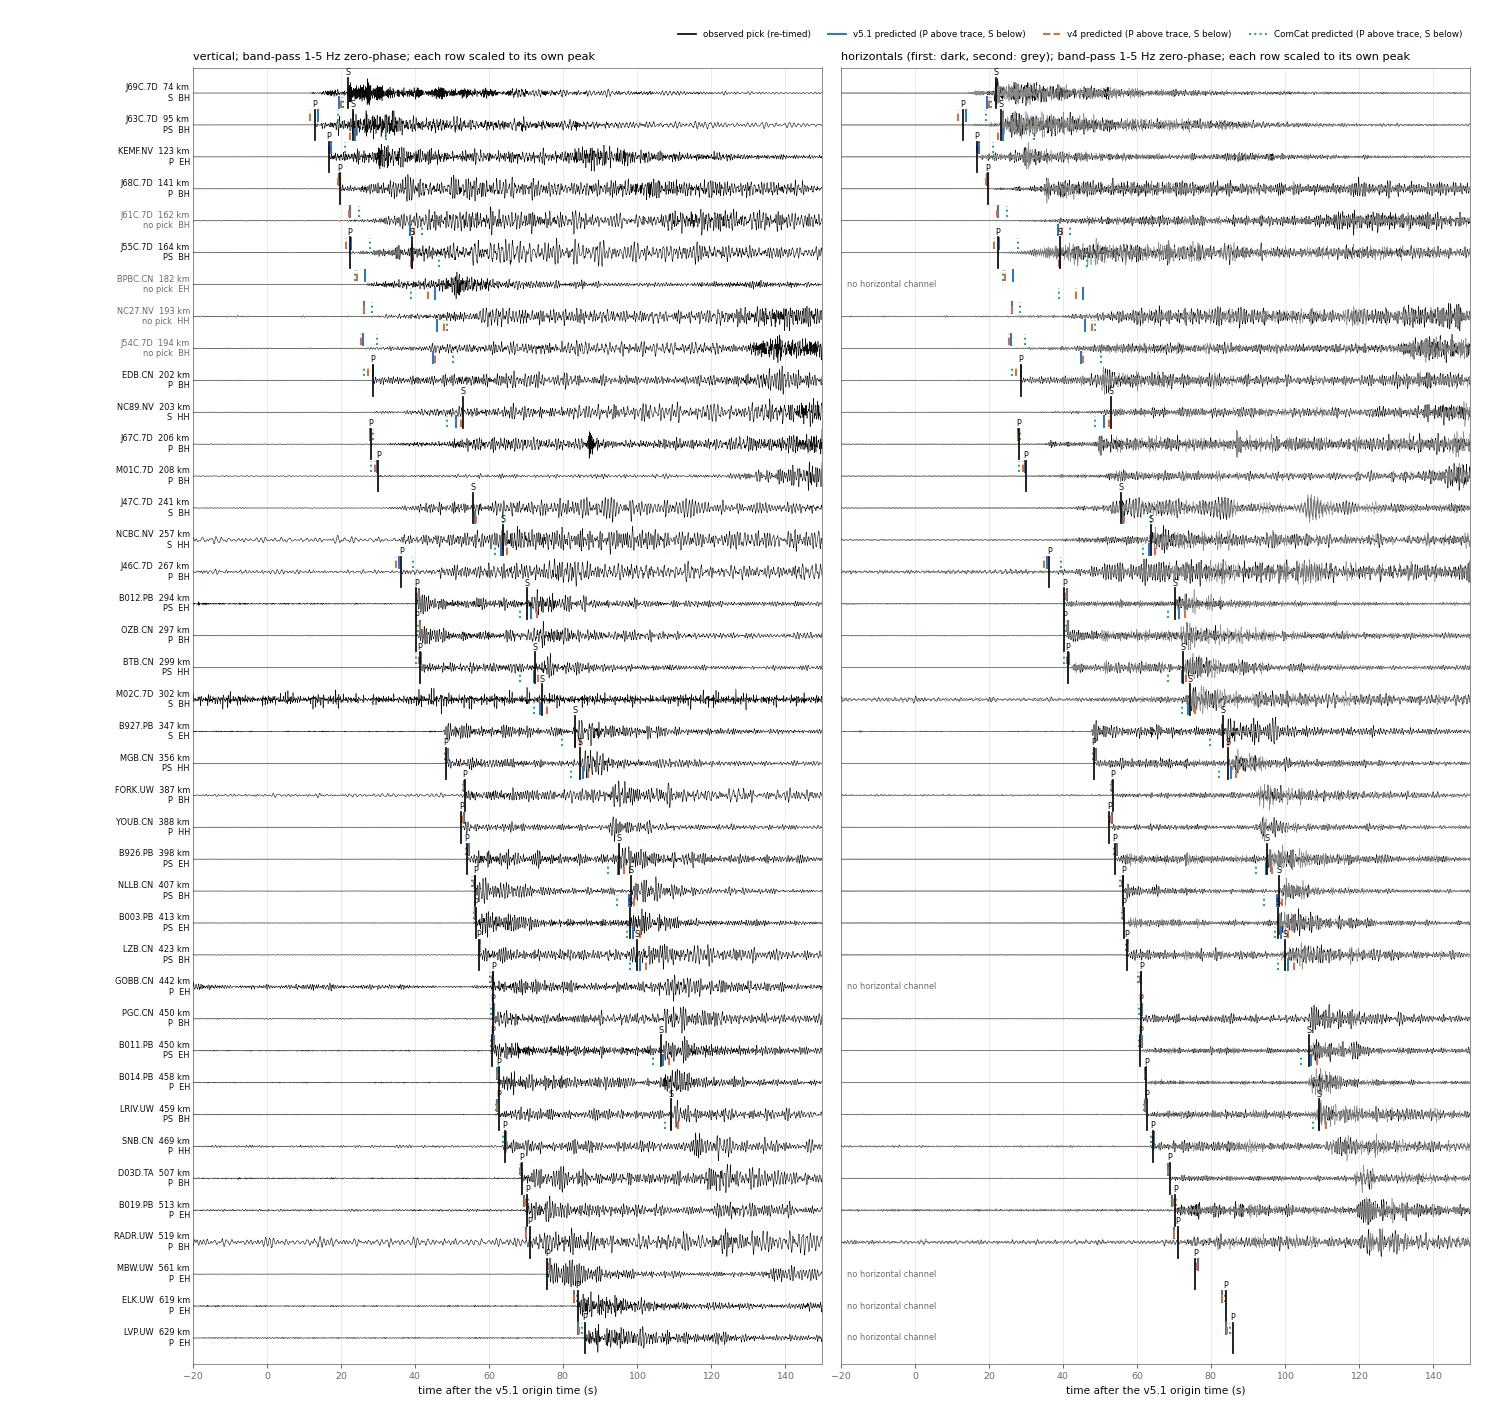 observed pick (re-timed)
v5.1 predicted (P above trace, S below)
v4 predicted (P above trace, S below)
ComCat predicted (P above trace, S below)
vertical; band-pass 1-5 Hz zero-phase; each row scaled to its own peak
horizontals (first: dark, second: grey); band-pass 1-5 Hz zero-phase; each row scaled to its own peak
J69C.7D 74 km
S BH
J63C.7D 95 km
PS BH
KEMF.NV 123 km
P EH
J68C.7D 141 km
P BH
J61C.7D 162 km
no pick BH
J55C.7D 164 km
PS BH
BPBC.CN 182 km
no pick EH
no horizontal channel
NC27.NV 193 km
no pick HH
J54C.7D 194 km
no pick BH
EDB.CN 202 km
P BH
NC89.NV 203 km
S HH
J67C.7D 206 km
P BH
M01C.7D 208 km
P BH
J47C.7D 241 km
S BH
NCBC.NV 257 km
S HH
J46C.7D 267 km
P BH
B012.PB 294 km
PS EH
OZB.CN 297 km
P BH
BTB.CN 299 km
PS HH
M02C.7D 302 km
S BH
B927.PB 347 km
S EH
MGB.CN 356 km
PS HH
FORK.UW 387 km
P BH
YOUB.CN 388 km
P HH
B926.PB 398 km
PS EH
NLLB.CN 407 km
PS BH
B003.PB 413 km
PS EH
LZB.CN 423 km
PS BH
GOBB.CN 442 km
P EH
no horizontal channel
PGC.CN 450 km
P BH
B011.PB 450 km
PS EH
B014.PB 458 km
P EH
LRIV.UW 459 km
PS BH
SNB.CN 469 km
P HH
D03D.TA 507 km
P BH
B019.PB 513 km
P EH
RADR.UW 519 km
P BH
MBW.UW 561 km
P EH
no horizontal channel
ELK.UW 619 km
P EH
no horizontal channel
LVP.UW 629 km
P EH
no horizontal channel
−20 0 20 40 60 80 100 120 140
−20 0 20 40 60 80 100 120 140
time after the v5.1 origin time (s)
time after the v5.1 origin time (s)